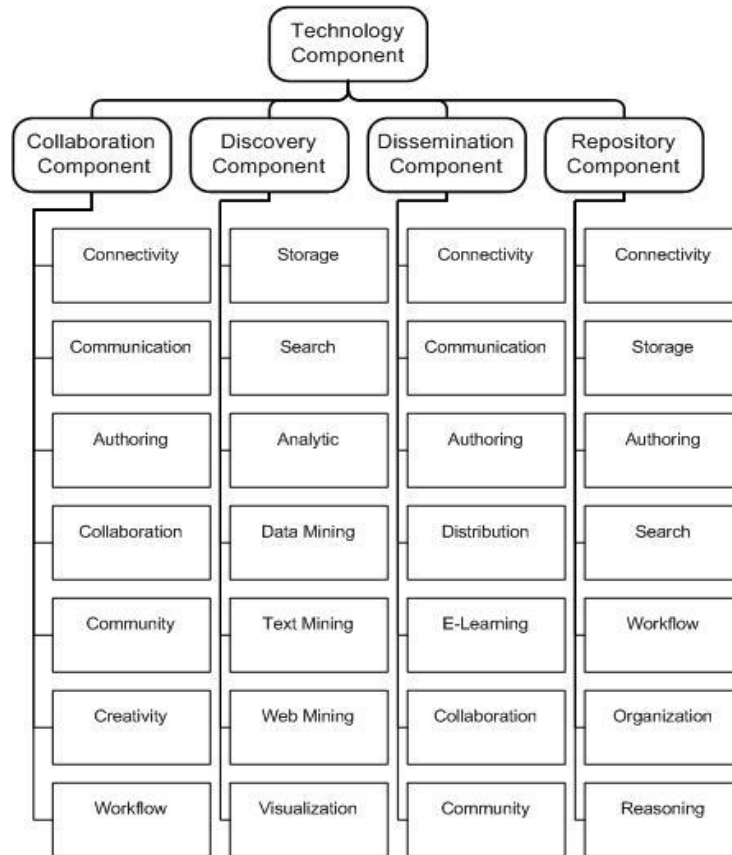 Technology
Component
Collaboration
Component
Discovery
Component
Dissemination
Component
Repository
Component
Connectivity
Storage
Connectivity
Connectivity
Communication
Search
Communication
Storage
Authoring
Analytic
Authoring
Authoring
Collaboration
Data Mining
Distribution
Search
Community
Text Mining
E-Learning
Workflow
Creativity
Web Mining
Collaboration
Organization
Workflow
Visualization
Community
Reasoning